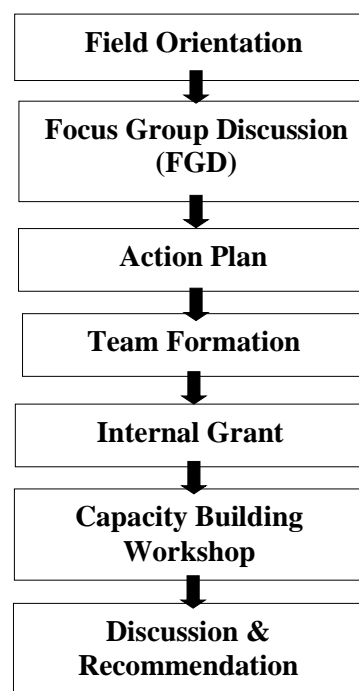 Field Orientation
Focus Group Discussion
(FGD)
Action Plan
Team Formation
Internal Grant
Capacity Building
Workshop
Discussion &
Recommendation